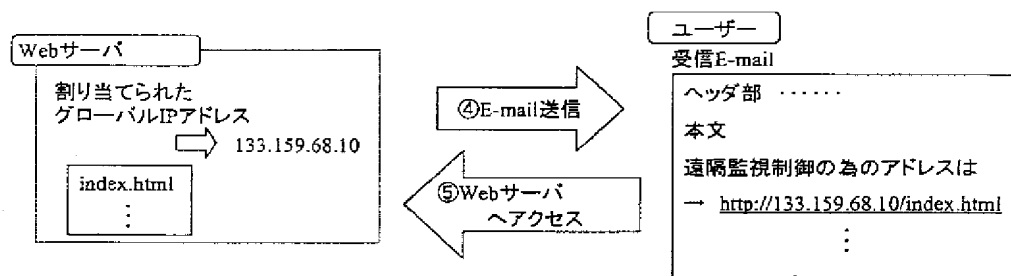 Webサーバ
割り当てられた
グローバルIPアドレス
133.159.68.10
index.html
⋮
④E-mail送信
⑤Webサーバ
へアクセス
ユーザー
受信E-mail
ヘッダ部 ‥‥‥
本文
遠隔監視制御の為のアドレスは
→ http://133.159.68.10/index.html
⋮